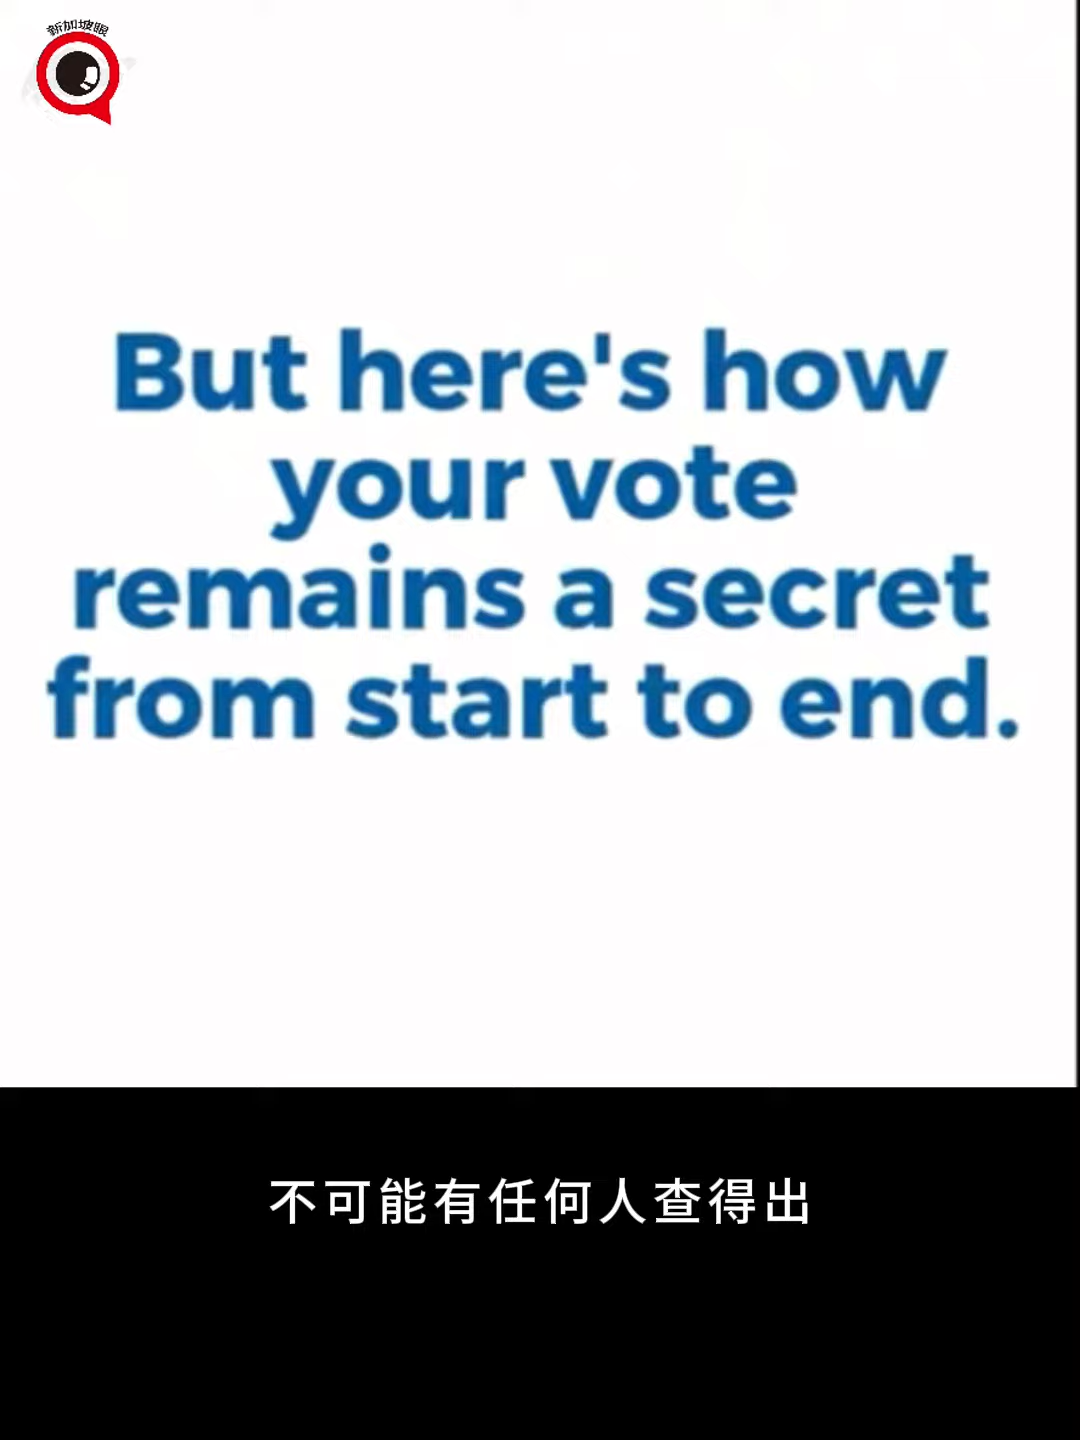 新加坡眼
But here's how
your vote
remains a secret
from start to end.
不可能有任何人查得出